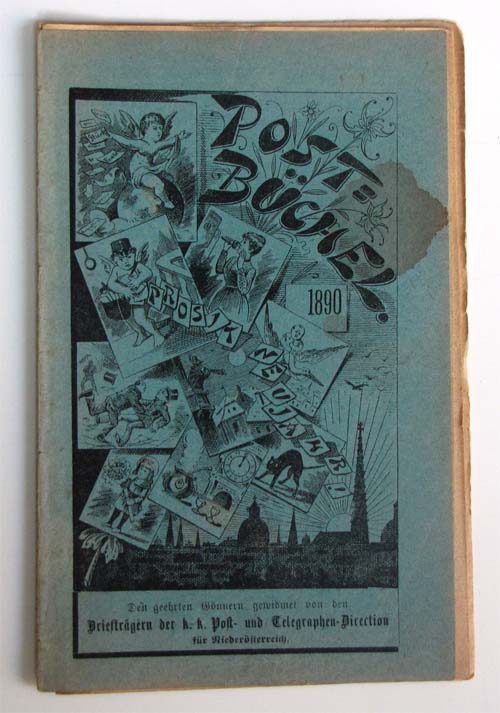 POST=
BÜCHEL.
1890
PROSIT
NEUJAHR!
Den geehrten Gönnern gewidmet von den
Briefträgern der k. k. Post- und Telegraphen-Direction
für Niederösterreich.